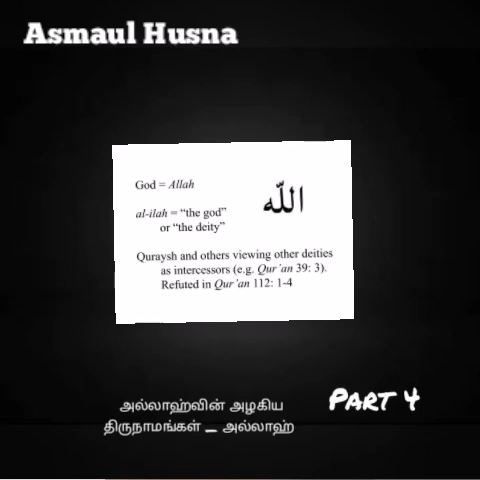 Asmaul Husna
God = Allah
الله
al-ilah = “the god”
or “the deity”
Quraysh and others viewing other deities
as intercessors (e.g. Qur’an 39: 3).
Refuted in Qur’an 112: 1-4
அல்லாஹ்வின் அழகிய
திருநாமங்கள் – அல்லாஹ்
PART 4